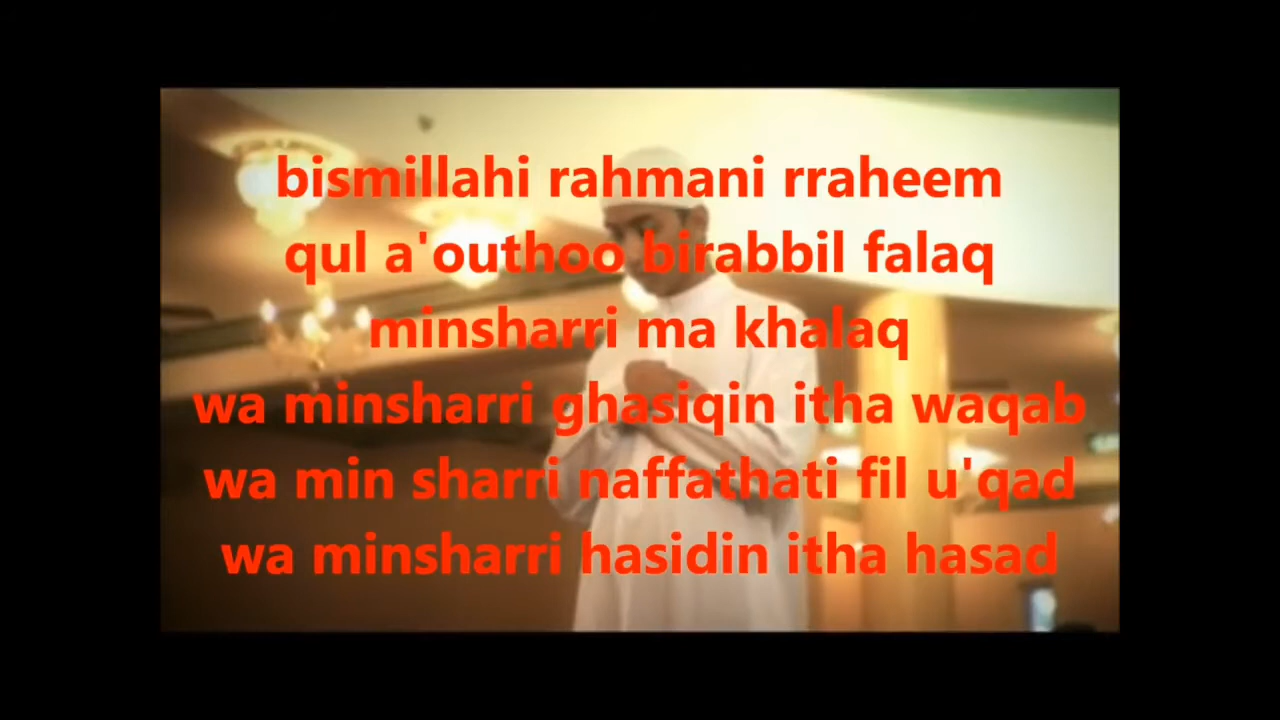 bismillahi rahmani rraheem
qul a'outhoo birabbil falaq
minsharri ma khalaq
wa minsharri ghasiqin itha waqab
wa min sharri naffathati fil u'qad
wa minsharri hasidin itha hasad